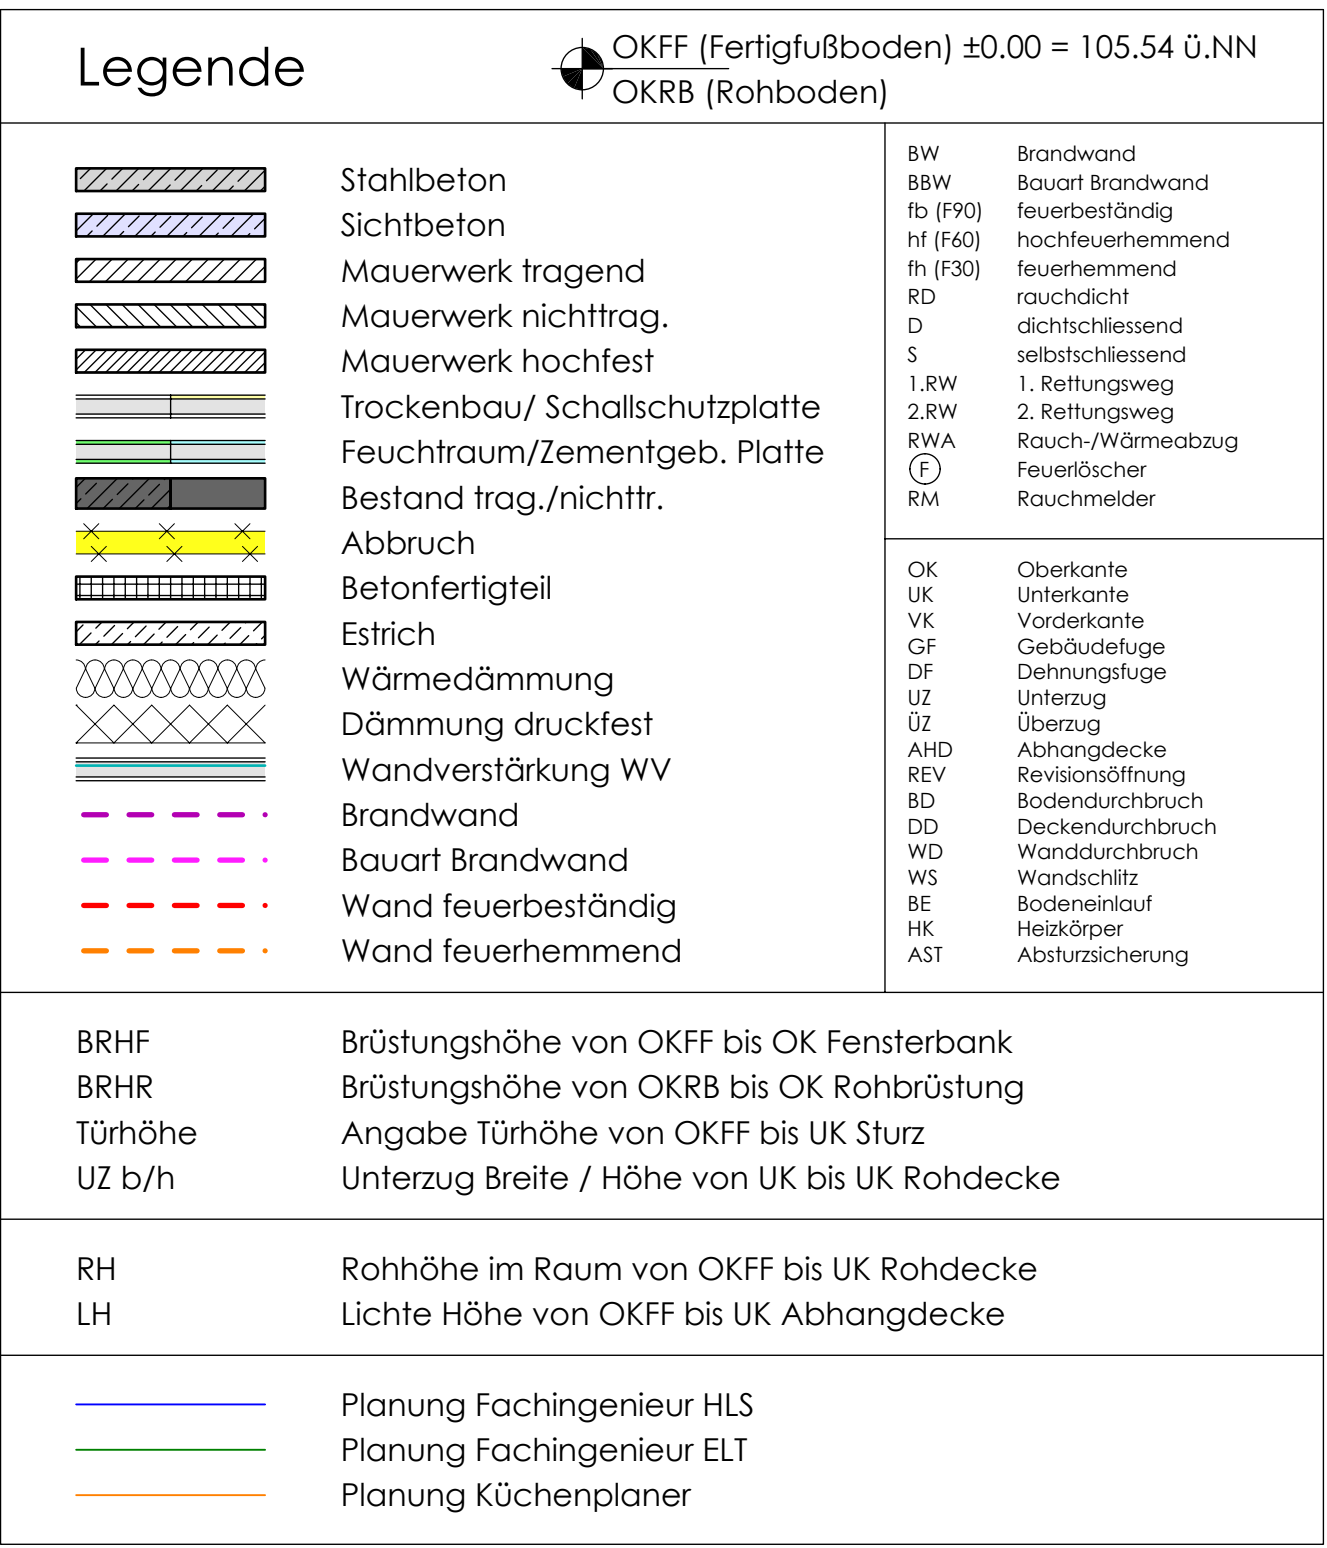 Legende
OKFF (Fertigfußboden) ±0.00 = 105.54 ü.NN
OKRB (Rohboden)
Stahlbeton
Sichtbeton
Mauerwerk tragend
Mauerwerk nichttrag.
Mauerwerk hochfest
Trockenbau/ Schallschutzplatte
Feuchtraum/Zementgeb. Platte
Bestand trag./nichttr.
Abbruch
Betonfertigteil
Estrich
Wärmedämmung
Dämmung druckfest
Wandverstärkung WV
Brandwand
Bauart Brandwand
Wand feuerbeständig
Wand feuerhemmend
BW Brandwand
BBW Bauart Brandwand
fb (F90) feuerbeständig
hf (F60) hochfeuerhemmend
fh (F30) feuerhemmend
RD rauchdicht
D dichtschliessend
S selbstschliessend
1.RW 1. Rettungsweg
2.RW 2. Rettungsweg
RWA Rauch-/Wärmeabzug
F Feuerlöscher
RM Rauchmelder
OK Oberkante
UK Unterkante
VK Vorderkante
GF Gebäudefuge
DF Dehnungsfuge
UZ Unterzug
ÜZ Überzug
AHD Abhangdecke
REV Revisionsöffnung
BD Bodendurchbruch
DD Deckendurchbruch
WD Wanddurchbruch
WS Wandschlitz
BE Bodeneinlauf
HK Heizkörper
AST Absturzsicherung
BRHF Brüstungshöhe von OKFF bis OK Fensterbank
BRHR Brüstungshöhe von OKRB bis OK Rohbrüstung
Türhöhe Angabe Türhöhe von OKFF bis UK Sturz
UZ b/h Unterzug Breite / Höhe von UK bis UK Rohdecke
RH Rohhöhe im Raum von OKFF bis UK Rohdecke
LH Lichte Höhe von OKFF bis UK Abhangdecke
Planung Fachingenieur HLS
Planung Fachingenieur ELT
Planung Küchenplaner